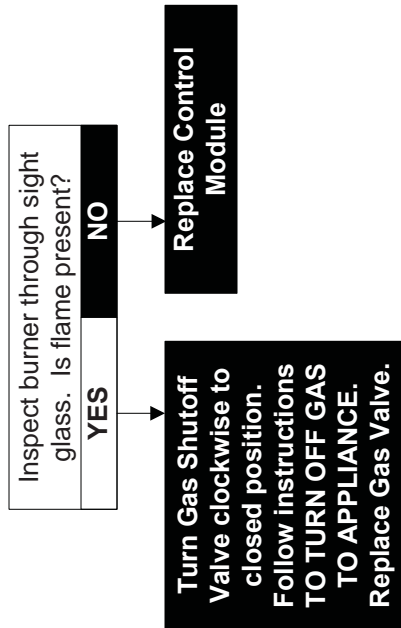 Inspect burner through sight
glass.  Is flame present?
YES
NO
Turn Gas Shutoff
Valve clockwise to
closed position.
Follow instructions
TO TURN OFF GAS
TO APPLIANCE.
Replace Gas Valve.
Replace Control
Module